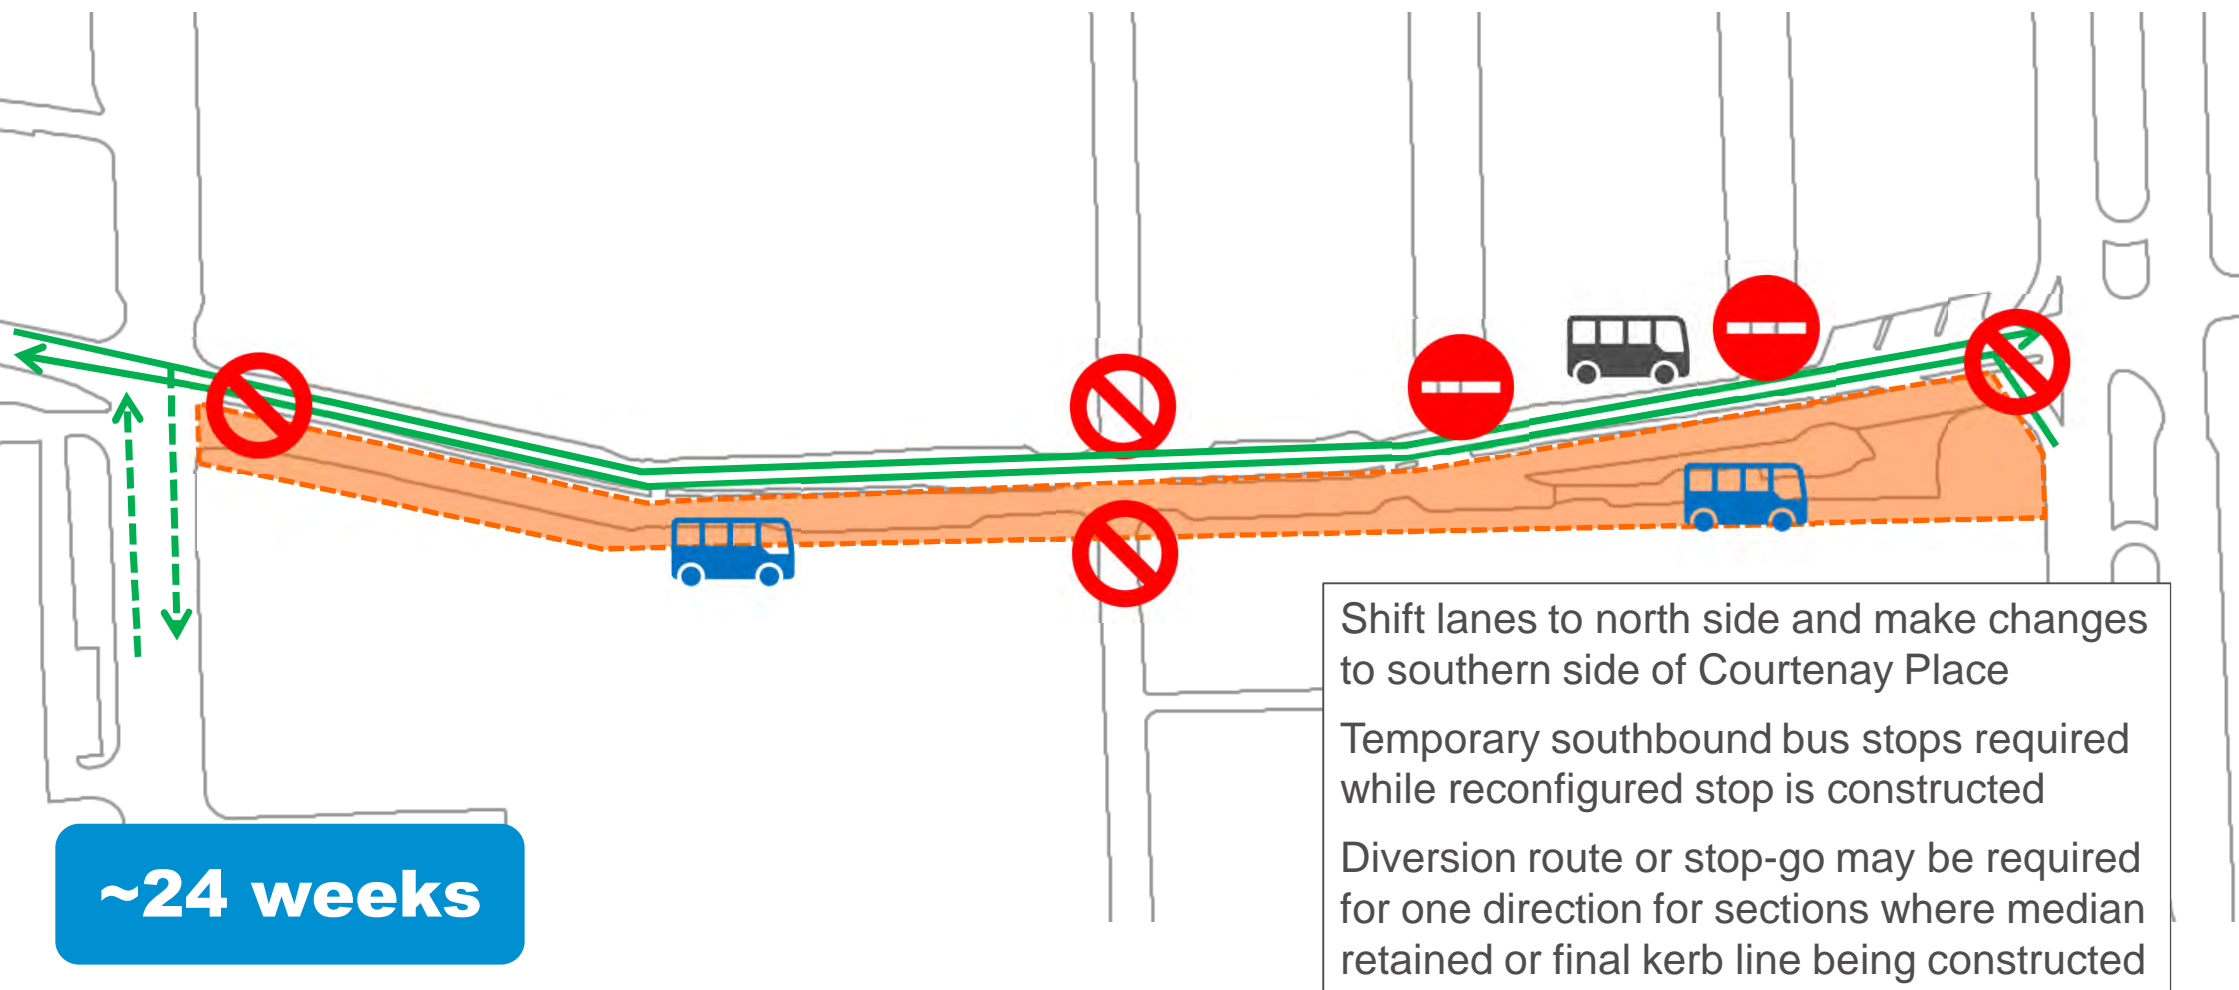 Shift lanes to north side and make changes
to southern side of Courtenay Place
Temporary southbound bus stops required
while reconfigured stop is constructed
Diversion route or stop-go may be required
for one direction for sections where median
retained or final kerb line being constructed
~24 weeks